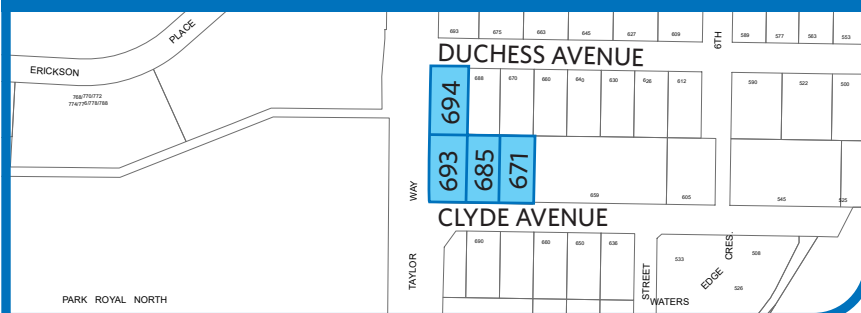 693 675 663 645 627 609
6TH
589 577 563 553
PLACE
DUCHESS AVENUE
ERICKSON
688 670 660 640 630 626 612
590 522 500
768/770/772
774/776/778/788
694
693 685 671
659 605 545 525
WAY
CLYDE AVENUE
690 660 650 636
533
CRES.
508
TAYLOR
STREET
EDGE
526
PARK ROYAL NORTH
WATERS